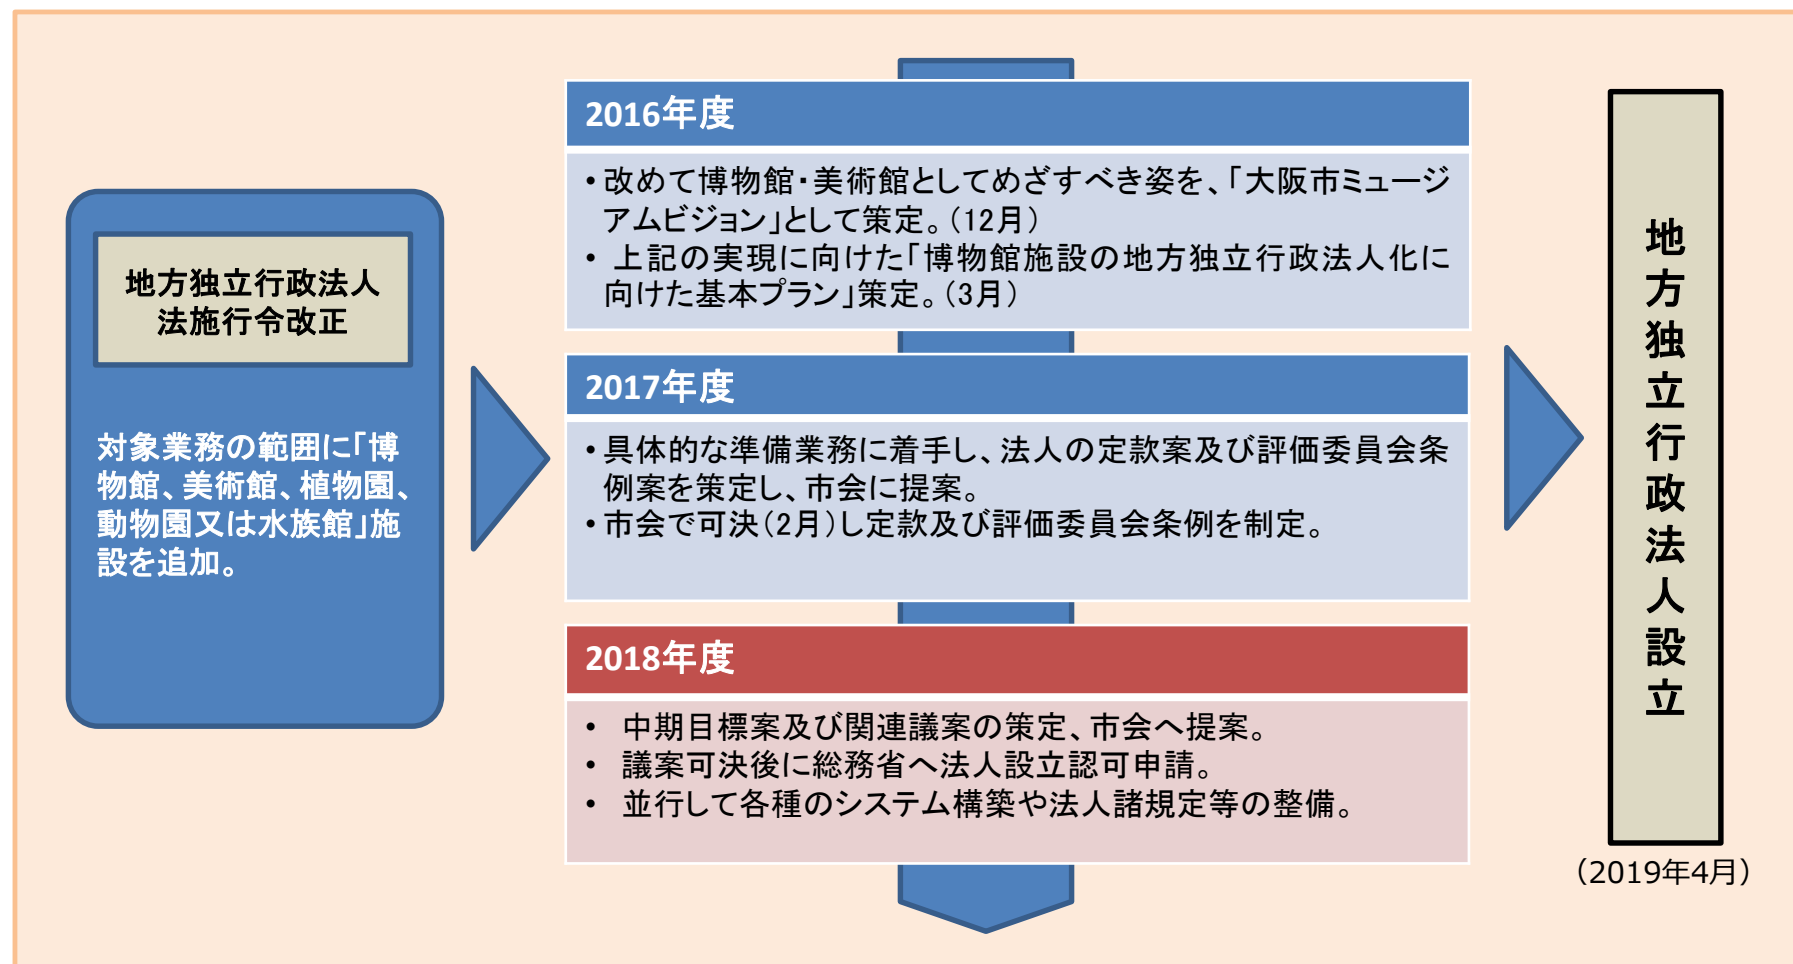 地方独立行政法人
法施行令改正
対象業務の範囲に「博
物館、美術館、植物園、
動物園又は水族館」施
設を追加。
2016年度
・改めて博物館・美術館としてめざすべき姿を、「大阪市ミュージ
アムビジョン」として策定。（12月）
・ 上記の実現に向けた「博物館施設の地方独立行政法人化に
向けた基本プラン」策定。（3月）
2017年度
・具体的な準備業務に着手し、法人の定款案及び評価委員会条
例案を策定し、市会に提案。
・市会で可決（2月）し定款及び評価委員会条例を制定。
2018年度
・ 中期目標案及び関連議案の策定、市会へ提案。
・ 議案可決後に総務省へ法人設立認可申請。
・ 並行して各種のシステム構築や法人諸規定等の整備。
地方独立行政法人設立
（2019年4月）